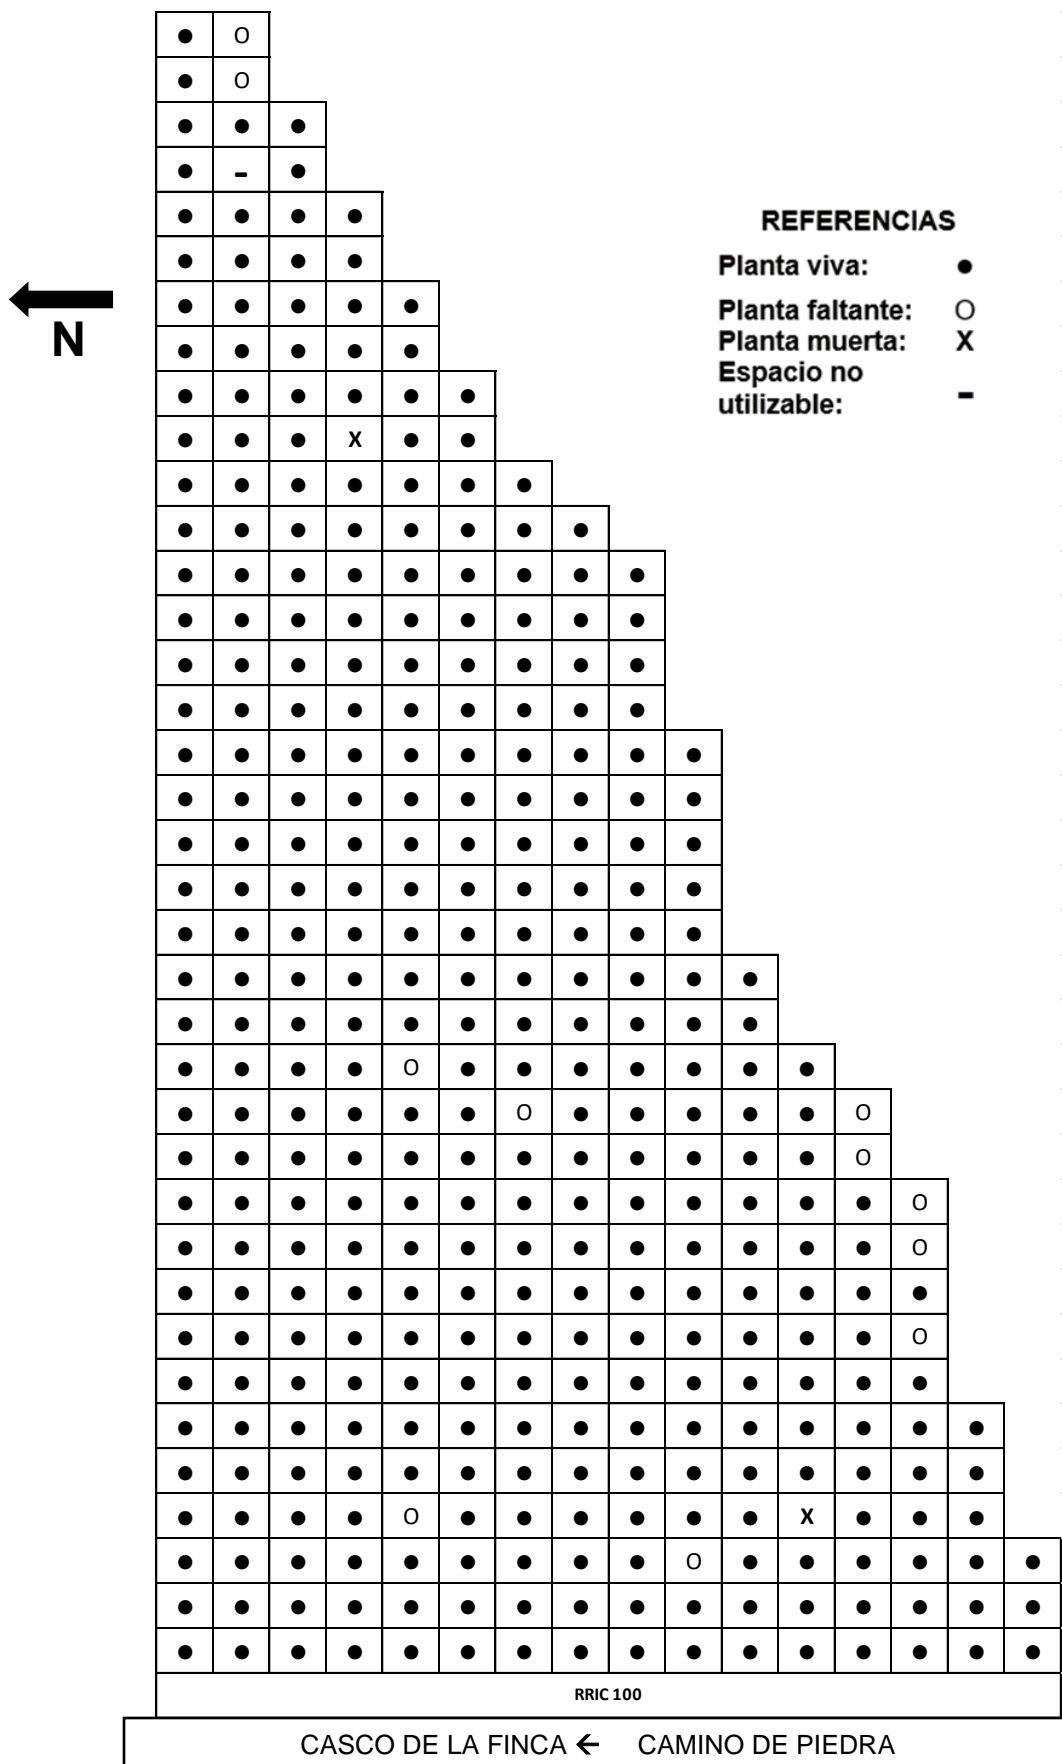 O
O
-
REFERENCIAS
Planta viva: ●
Planta faltante: O
N
Planta muerta: X
Espacio no
utilizable: -
X
O
O O
O
O
O
O
O X
O
RRIC 100
CASCO DE LA FINCA ← CAMINO DE PIEDRA